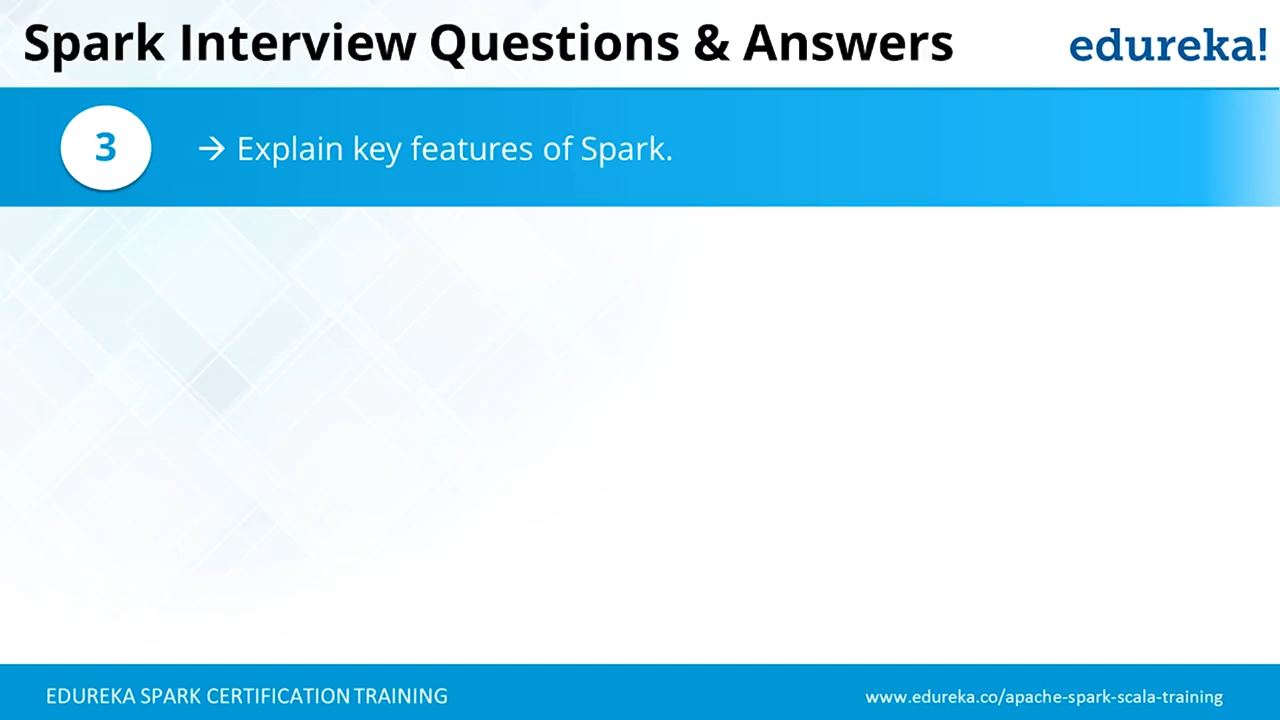 Spark Interview Questions & Answers
edureka!
3
→ Explain key features of Spark.
EDUREKA SPARK CERTIFICATION TRAINING
www.edureka.co/apache-spark-scala-training